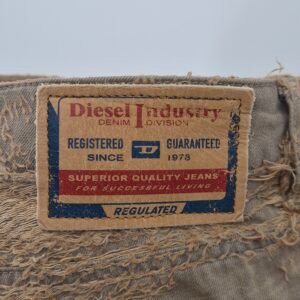 Diesel Industry
DENIM DIVISION
REGISTERED D GUARANTEED
SINCE 1978
SUPERIOR QUALITY JEANS
FOR SUCCESSFUL LIVING
REGULATED